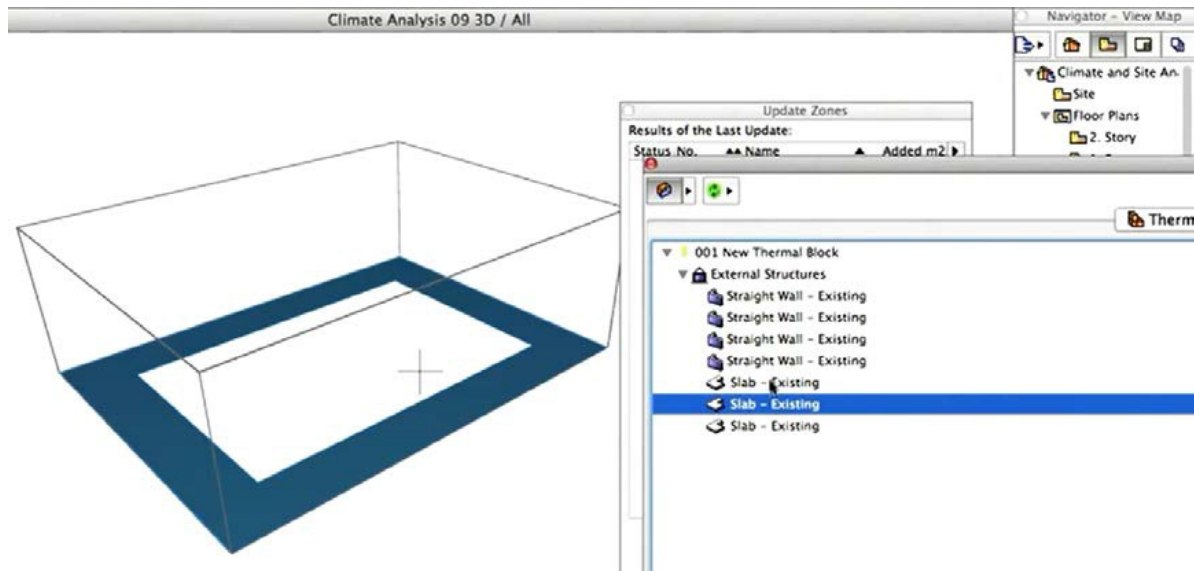 Climate Analysis 09 3D / All
Navigator - View Map
Climate and Site An
Site
Floor Plans
2. Story
Update Zones
Results of the Last Update:
Status No. Name Added m2
Therm
001 New Thermal Block
External Structures
Straight Wall - Existing
Straight Wall - Existing
Straight Wall - Existing
Straight Wall - Existing
Slab - Existing
Slab - Existing
Slab - Existing